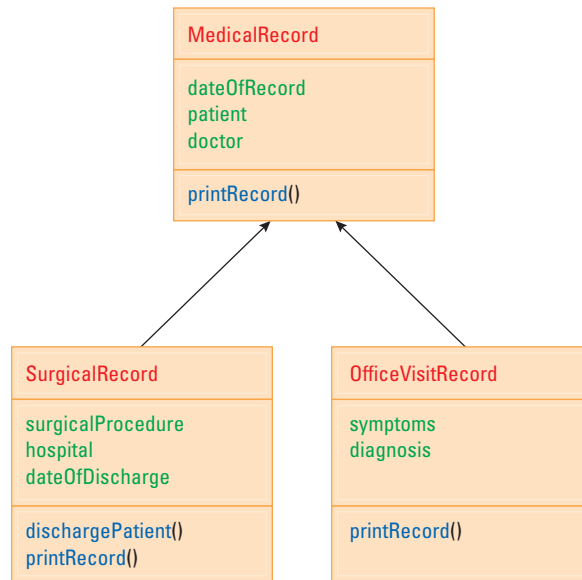 MedicalRecord
dateOfRecord
patient
doctor
printRecord()
SurgicalRecord
surgicalProcedure
hospital
dateOfDischarge
dischargePatient()
printRecord()
OfficeVisitRecord
symptoms
diagnosis
printRecord()